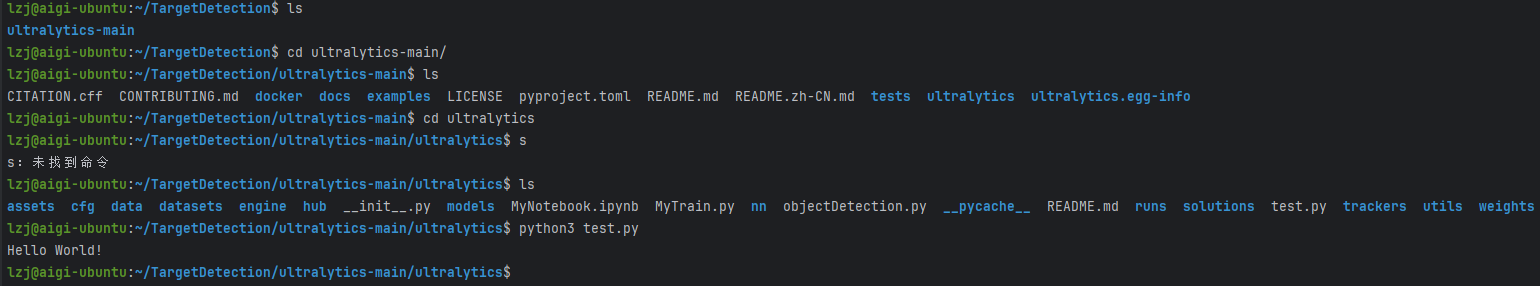 lzj@aigi-ubuntu:~/TargetDetection$ ls
ultralytics-main
lzj@aigi-ubuntu:~/TargetDetection$ cd ultralytics-main/
lzj@aigi-ubuntu:~/TargetDetection/ultralytics-main$ ls
CITATION.cff  CONTRIBUTING.md  docker  docs  examples  LICENSE  pyproject.toml  README.md  README.zh-CN.md  tests  ultralytics  ultralytics.egg-info
lzj@aigi-ubuntu:~/TargetDetection/ultralytics-main$ cd ultralytics
lzj@aigi-ubuntu:~/TargetDetection/ultralytics-main/ultralytics$ s
s: 未找到命令
lzj@aigi-ubuntu:~/TargetDetection/ultralytics-main/ultralytics$ ls
assets  cfg  data  datasets  engine  hub  __init__.py  models  MyNotebook.ipynb  MyTrain.py  nn  objectDetection.py  __pycache__  README.md  runs  solutions  test.py  trackers  utils  weights
lzj@aigi-ubuntu:~/TargetDetection/ultralytics-main/ultralytics$ python3 test.py
Hello World!
lzj@aigi-ubuntu:~/TargetDetection/ultralytics-main/ultralytics$